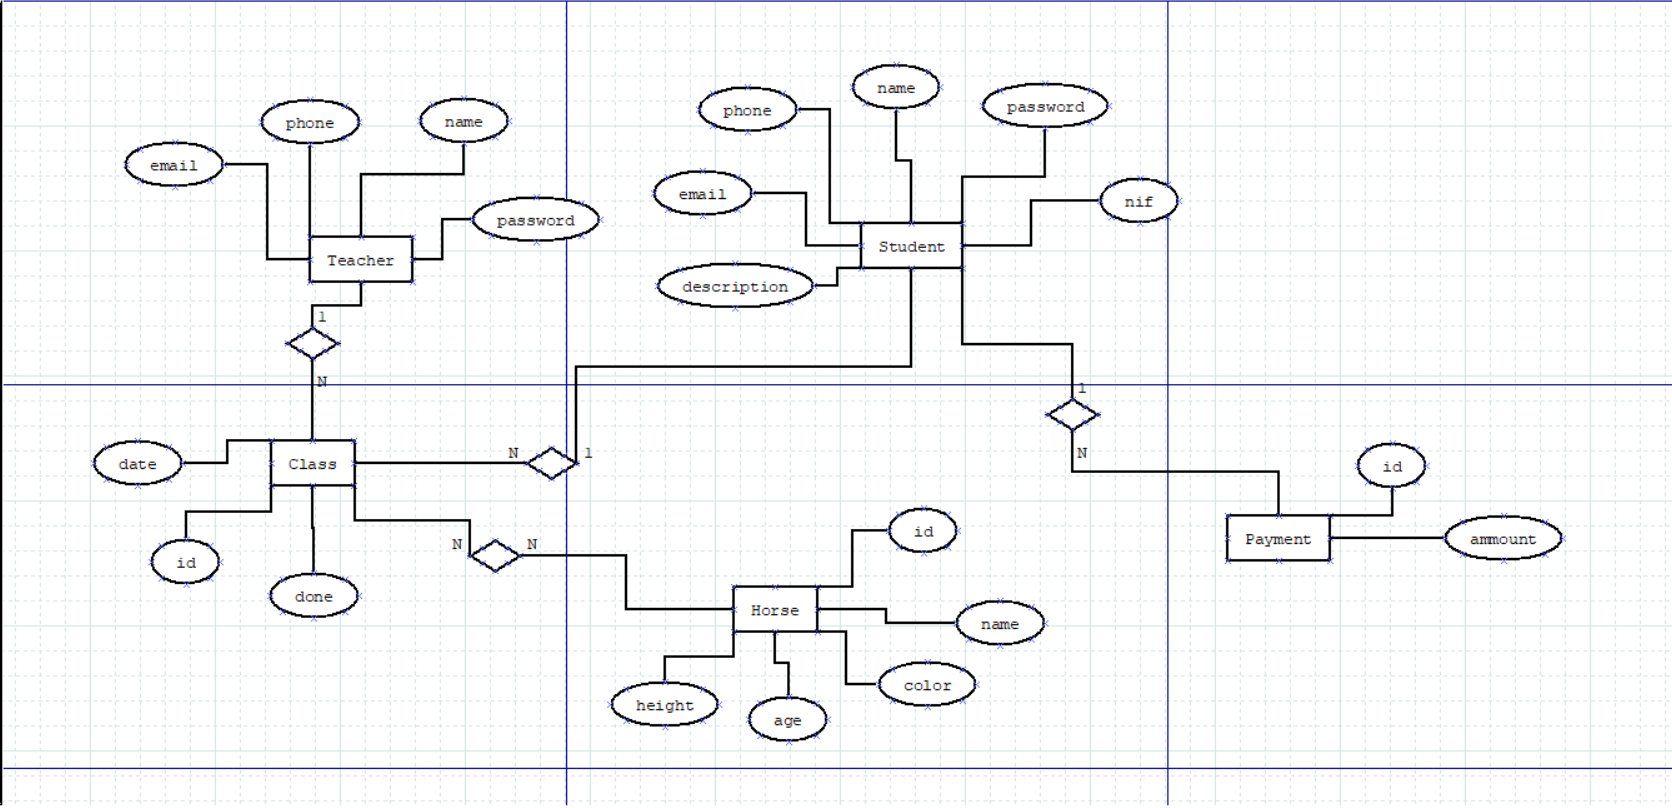 name
phone
password
phone
name
email
password
email
nif
Student
Teacher
description
1
N
1
N
1
N
date
Class
id
id
N
N
Payment
ammount
id
done
Horse
name
color
height
age